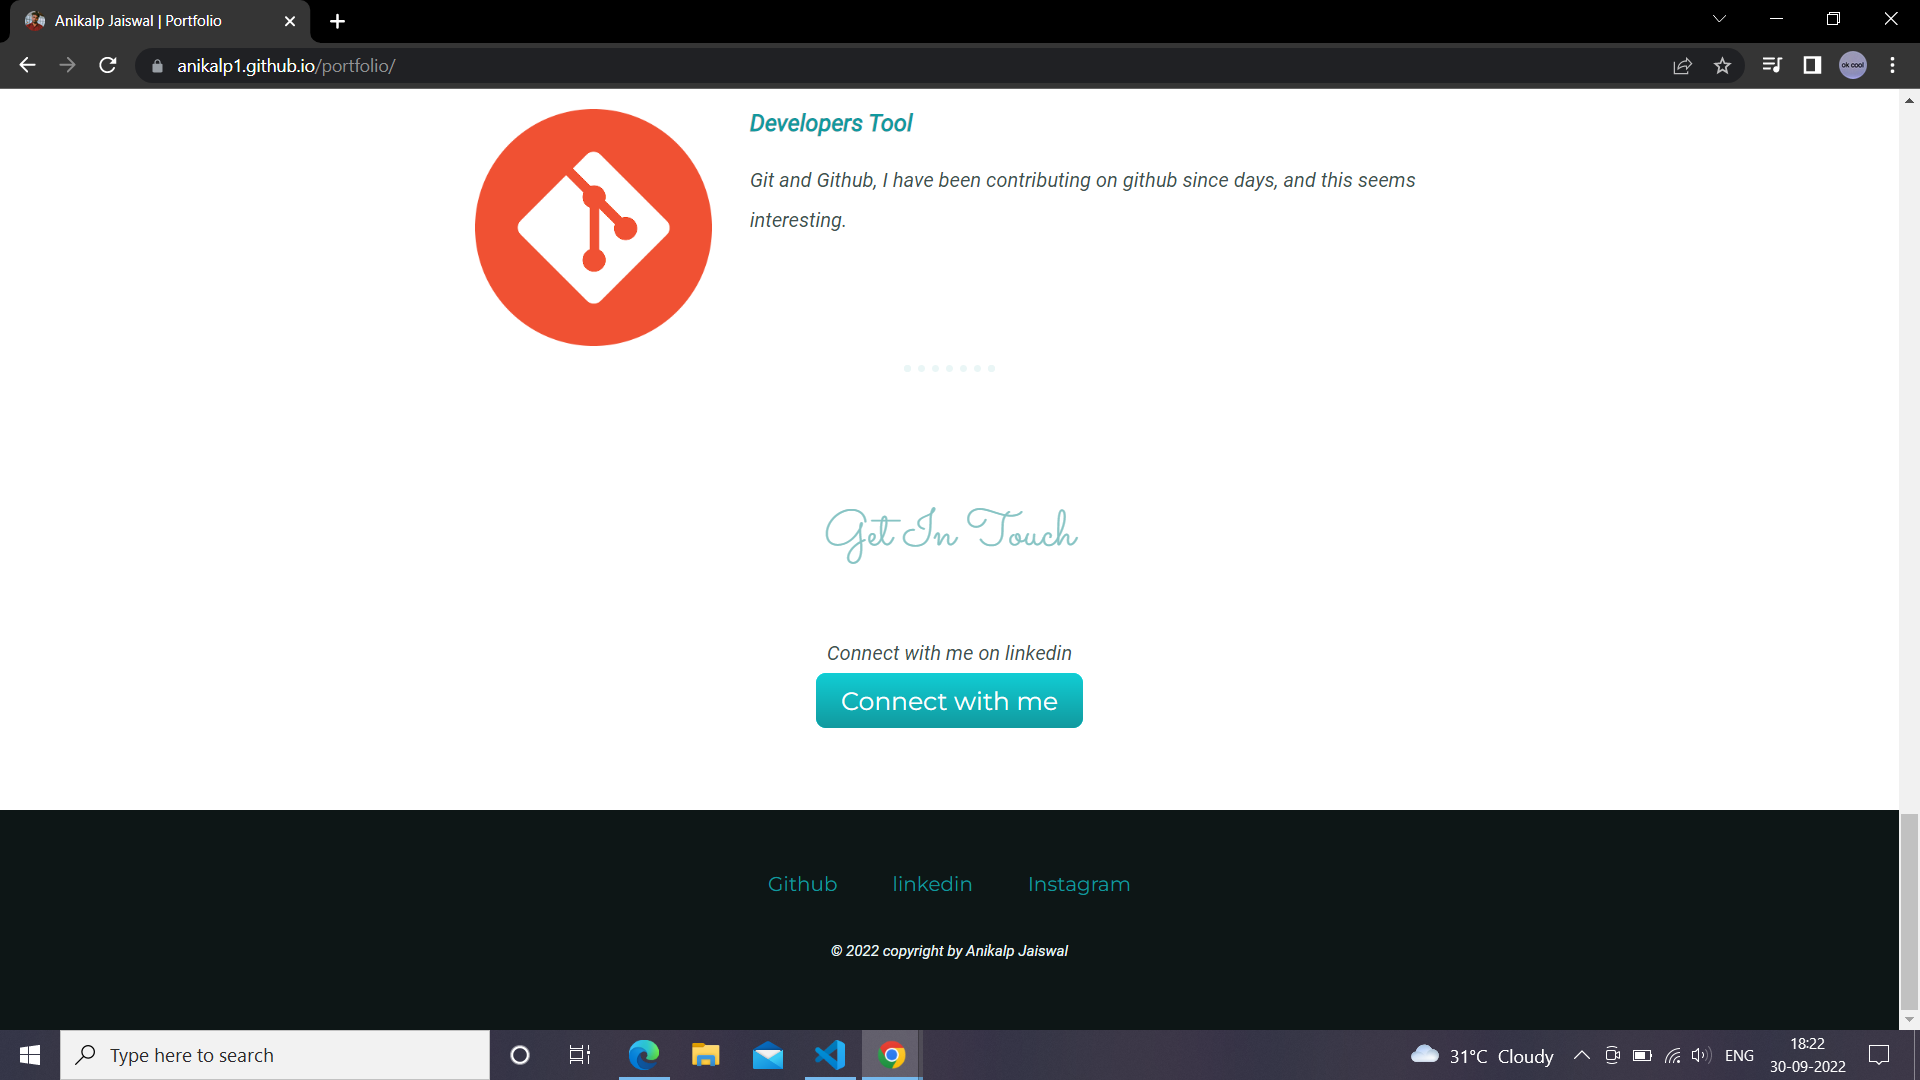 Anikalp Jaiswal | Portfolio
anikalp1.github.io/portfolio/
ok cool
Developers Tool
Git and Github, I have been contributing on github since days, and this seems
interesting.
Get In Touch
Connect with me on linkedin
Connect with me
Github linkedin Instagram
© 2022 copyright by Anikalp Jaiswal
Type here to search
31°C Cloudy
ENG
18:22
30-09-2022